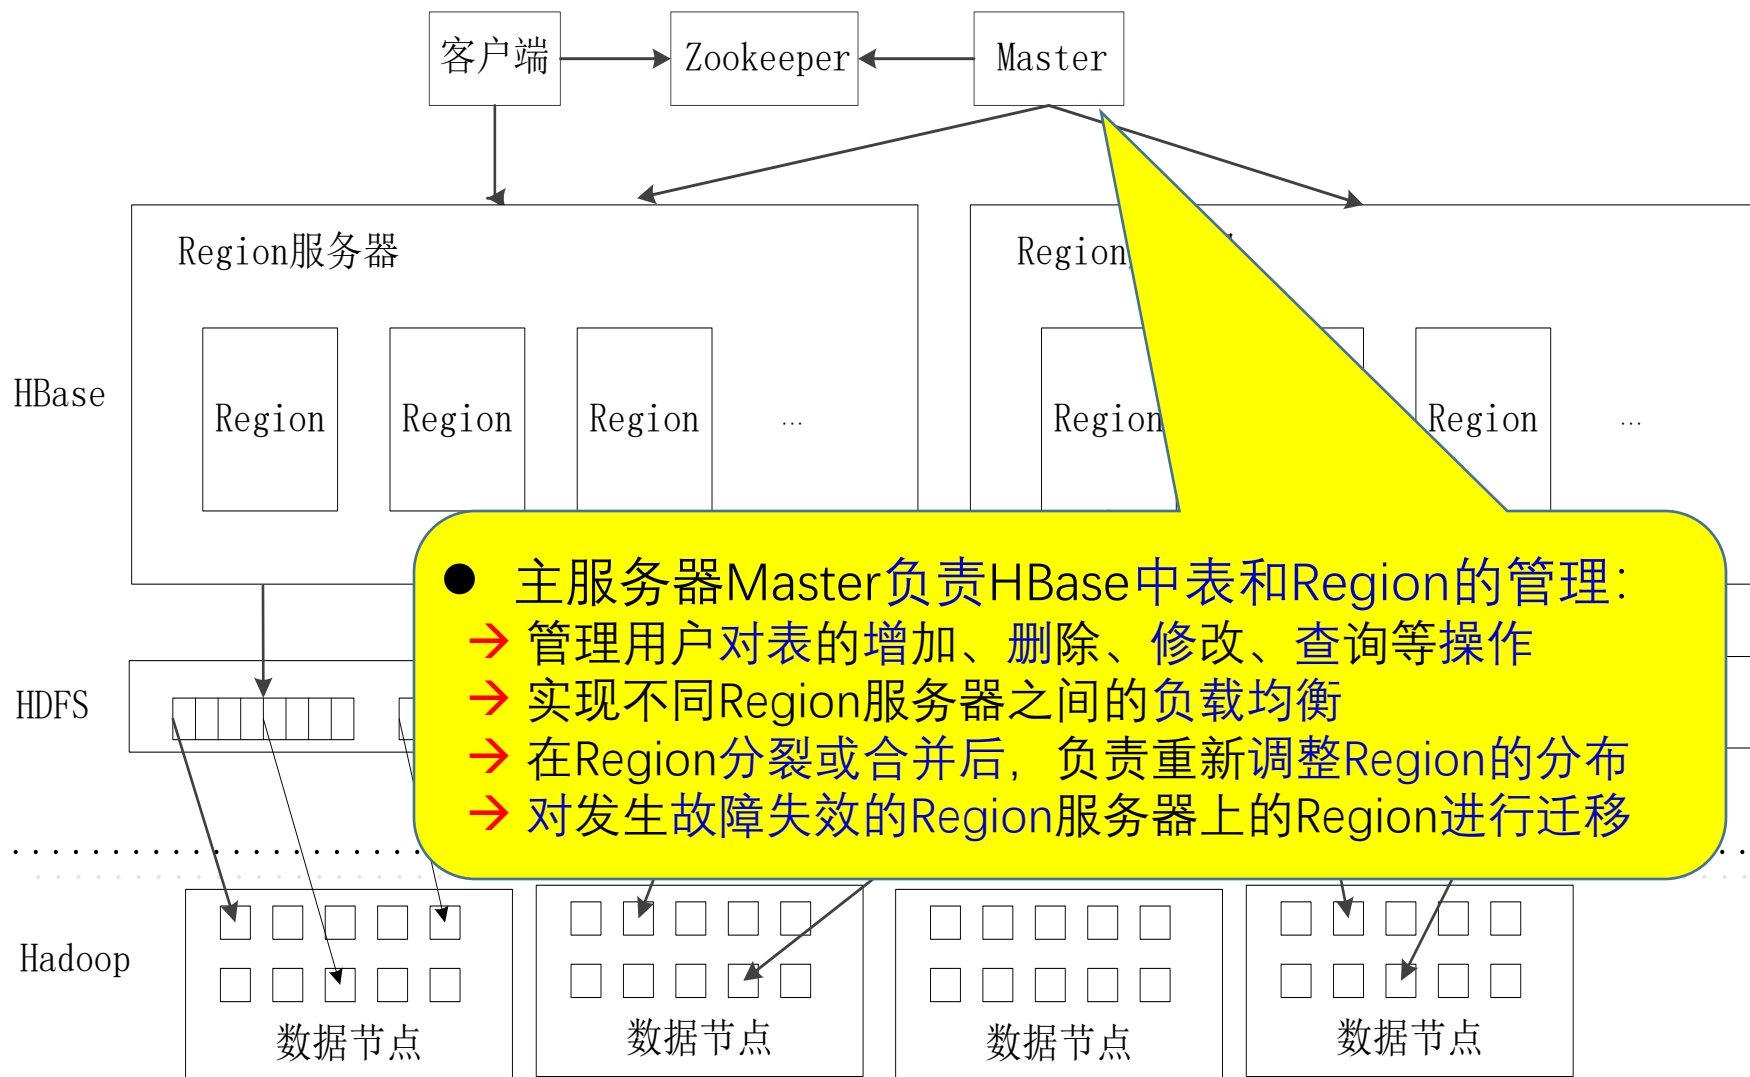 客户端
Zookeeper
Master
Region服务器
Region
HBase
Region
Region
Region
...
Region
Region
...
● 主服务器Master负责HBase中表和Region的管理：
→ 管理用户对表的增加、删除、修改、查询等操作
→ 实现不同Region服务器之间的负载均衡
→ 在Region分裂或合并后，负责重新调整Region的分布
→ 对发生故障失效的Region服务器上的Region进行迁移
HDFS
Hadoop
数据节点
数据节点
数据节点
数据节点